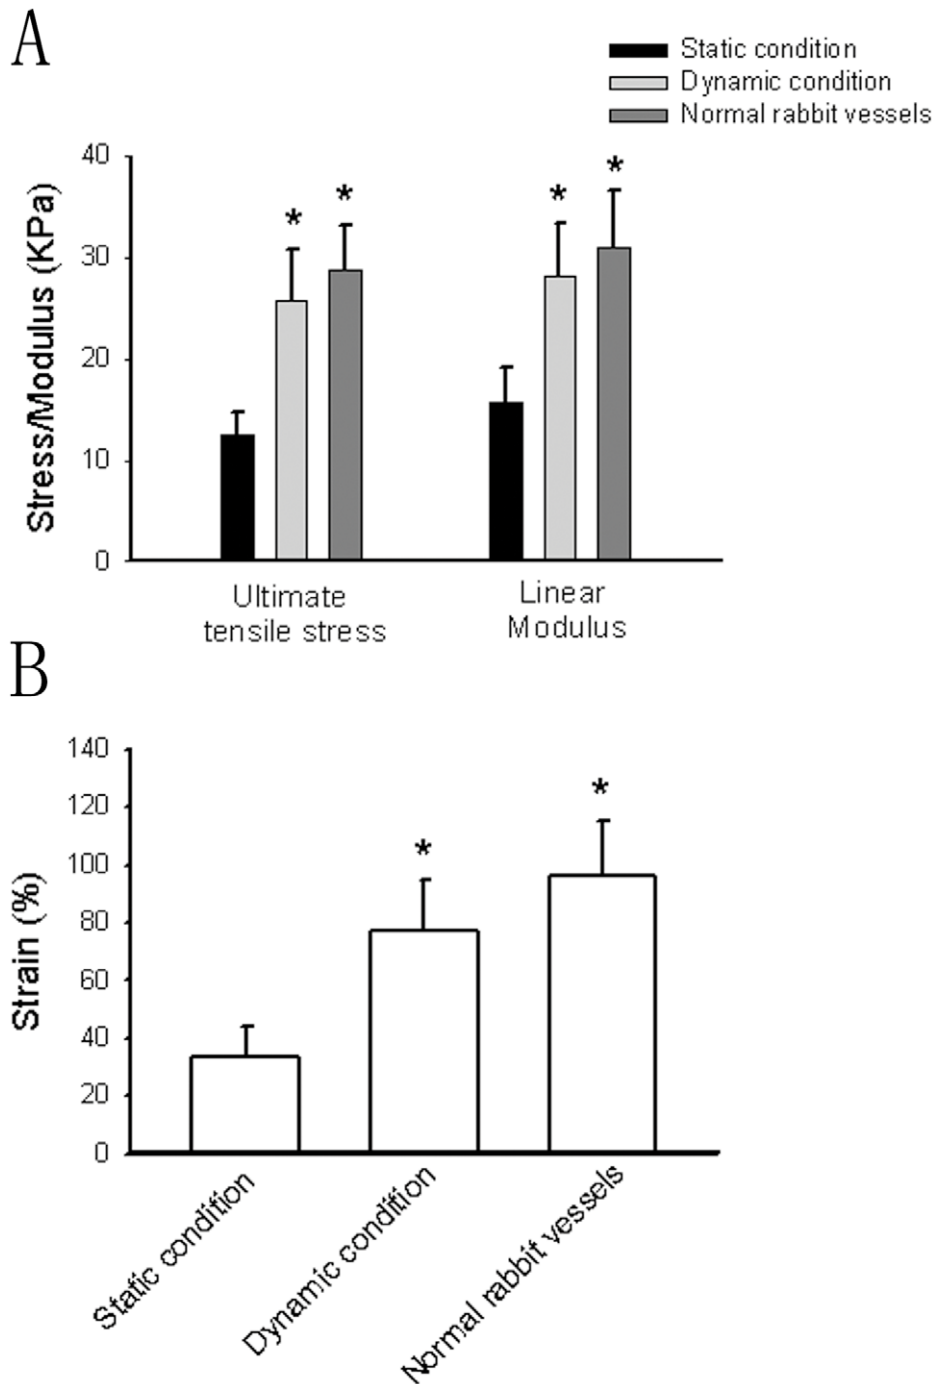 A
Static condition
Dynamic condition
Normal rabbit vessels
Stress/Modulus (KPa)
40
*
*
*
*
30
20
10
0
Ultimate
tensile stress
Linear
Modulus
B
Strain (%)
140
120
*
*
100
80
60
40
20
0
Static condition
Dynamic condition
Normal rabbit vessels